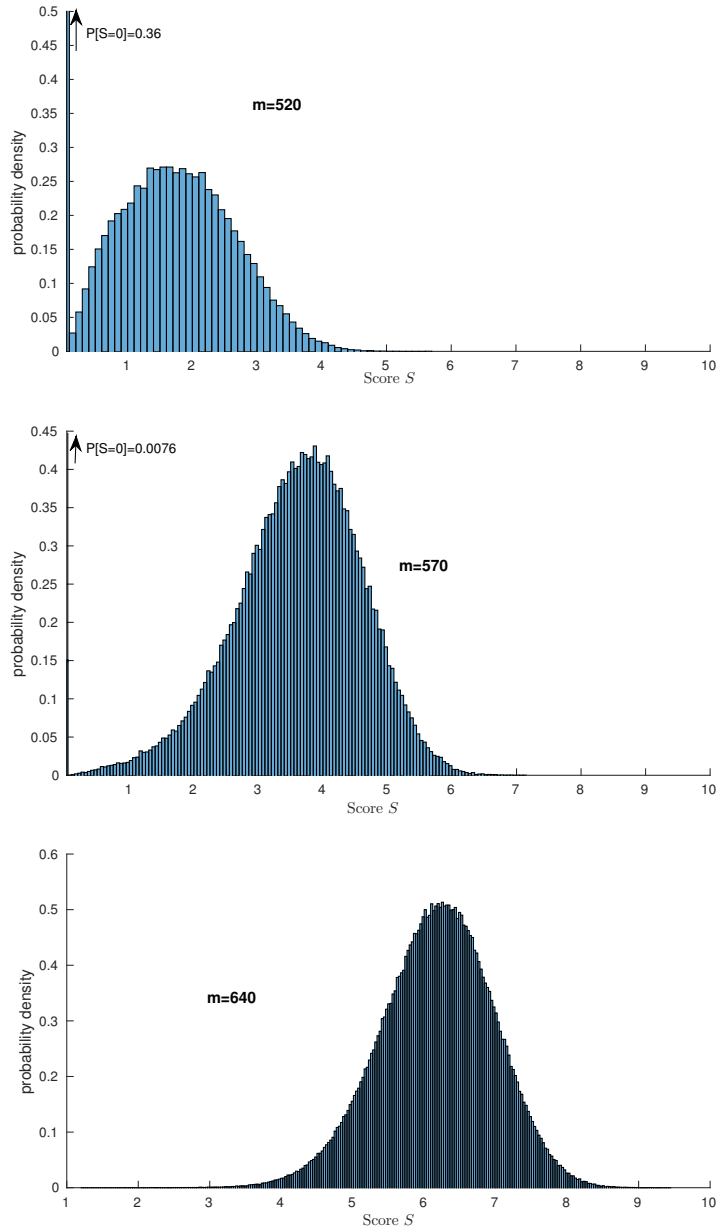 0.5
P[S=0]=0.36
0.45
0.4
m=520
0.35
0.3
0.25
0.2
0.15
0.1
0.05
0
probability density
1 2 3 4 5 6 7 8 9 10
Score S
0.45
P[S=0]=0.0076
0.4
0.35
0.3
m=570
0.25
0.2
0.15
0.1
0.05
0
probability density
1 2 3 4 5 6 7 8 9 10
Score S
0.6
0.5
0.4
m=640
0.3
0.2
0.1
0
probability density
1 2 3 4 5 6 7 8 9 10
Score S